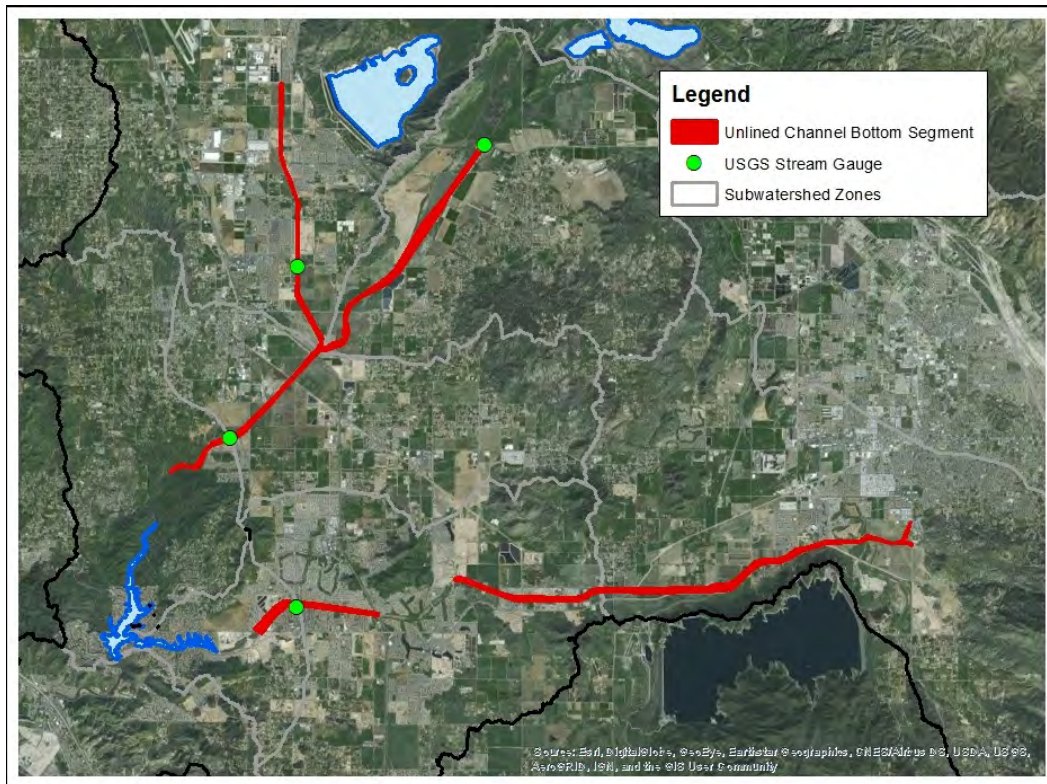 Legend
Unlined Channel Bottom Segment
USGS Stream Gauge
Subwatershed Zones
Source: Esri, DigitalGlobe, GeoEye, Earthstar Geographics, CNES/Airbus DS, USDA, USGS,
AeroGRID, IGN, and the GIS User Community